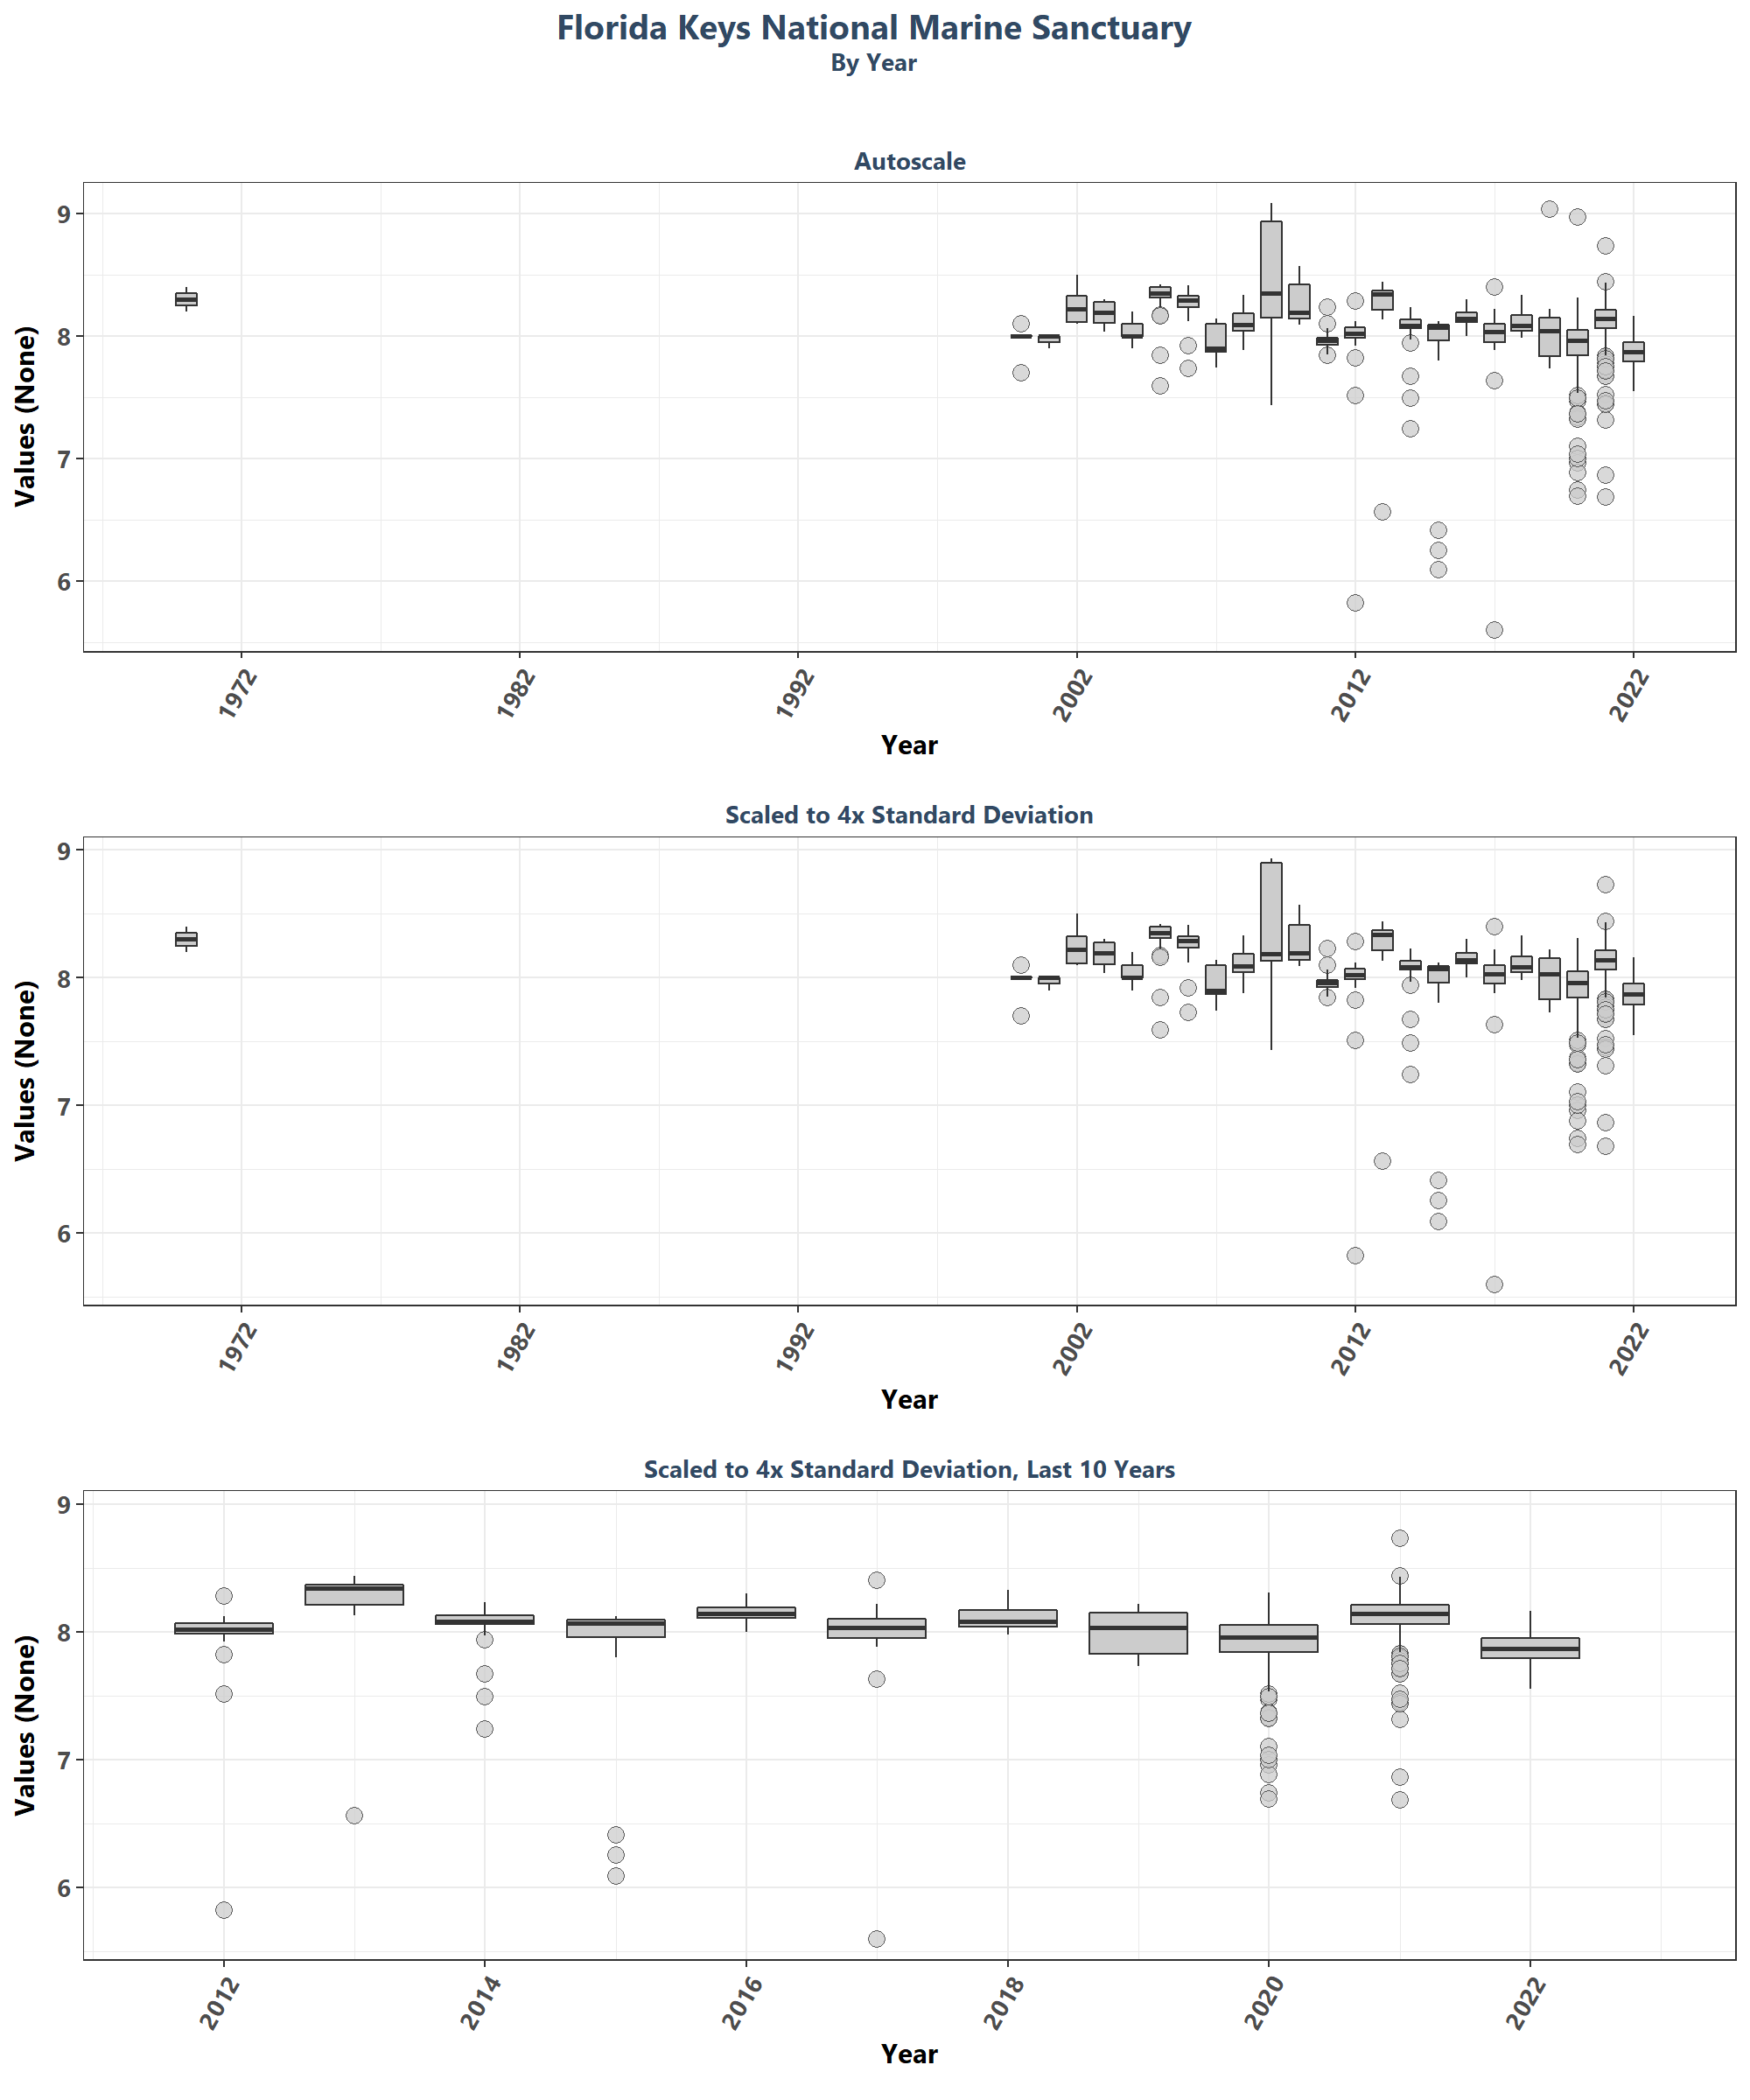 Florida Keys National Marine Sanctuary
By Year
Autoscale
Values (None)
9
8
7
6
1972
1982
1992
2002
2012
2022
Year
Scaled to 4x Standard Deviation
Values (None)
9
8
7
6
1972
1982
1992
2002
2012
2022
Year
Scaled to 4x Standard Deviation, Last 10 Years
Values (None)
9
8
7
6
2012
2014
2016
2018
2020
2022
Year